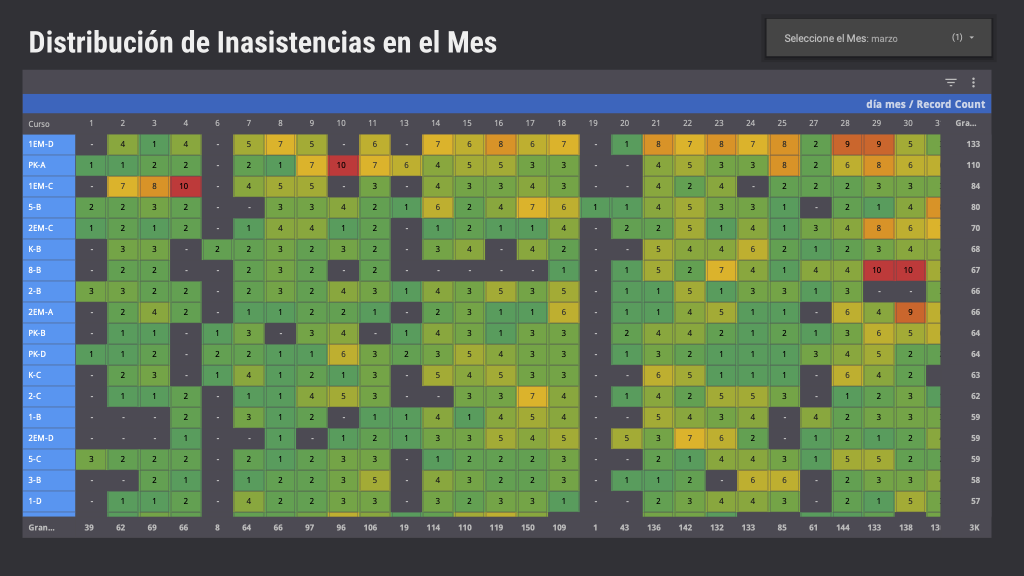 Distribución de Inasistencias en el Mes
Seleccione el Mes: marzo (1)
día mes / Record Count
Curso 1 2 3 4 6 7 8 9 10 11 13 14 15 16 17 18 19 20 21 22 23 24 25 27 28 29 30 3 Gra...
1EM-D - 4 1 4 - 5 7 5 - 6 - 7 6 8 6 7 - 1 8 7 8 7 8 2 9 9 5 133
PK-A 1 1 2 2 - 2 1 7 10 7 6 4 5 5 3 3 - - 4 5 3 3 8 2 6 8 6 110
1EM-C - 7 8 10 - 4 5 5 - 3 - 4 3 3 4 3 - - 4 2 4 - 2 2 2 3 3 84
5-B 2 2 3 2 - - 3 3 4 2 1 6 2 4 7 6 1 1 4 5 3 3 1 - 2 1 4 80
2EM-C 1 2 1 2 - 1 4 4 1 2 - 1 2 1 1 4 - 2 2 5 1 4 1 3 4 8 6 70
K-B - 3 3 - 2 2 3 2 3 2 - 3 4 - 4 2 - - 5 4 4 6 2 1 2 3 4 68
8-B - 2 2 - - 2 3 2 - 2 - - - - - 1 - 1 5 2 7 4 1 4 4 10 10 67
2-B 3 3 2 2 - 2 3 2 4 3 1 4 3 5 3 5 - 1 1 5 1 3 3 1 3 - - 66
2EM-A - 2 4 2 - 1 1 2 2 1 - 2 3 1 1 6 - 1 1 4 5 1 1 - 6 4 9 66
PK-B - 1 1 - 1 3 - 3 4 - 1 4 3 1 3 3 - 2 4 4 2 1 2 1 3 6 5 64
PK-D 1 1 2 - 2 2 1 1 6 3 2 3 5 4 3 3 - 1 3 2 1 1 1 3 4 5 2 64
K-C - 2 3 - 1 4 1 2 1 3 - 5 4 5 3 3 - - 6 5 1 1 1 - 6 4 2 63
2-C - 1 1 2 - 1 1 4 5 3 - - 3 3 7 4 - 1 4 2 5 5 3 - 1 2 3 62
1-B - - - 2 - 3 1 2 - 1 1 4 1 4 5 4 - - 5 4 3 4 - 4 2 3 3 59
2EM-D - - - 1 - - 1 - 1 2 1 3 3 5 4 5 - 5 3 7 6 2 - 1 2 1 2 59
5-C 3 2 2 2 - 2 1 2 3 3 - 1 2 2 2 3 - - 2 1 4 4 3 1 5 5 2 59
3-B - - 2 1 - 1 2 2 3 5 - 4 3 2 2 3 - 1 1 2 - 6 6 - 2 3 3 58
1-D - 1 1 2 - 4 2 2 3 3 - 3 2 3 3 1 - - 2 3 4 4 3 - 2 1 5 57
Gran... 39 62 69 66 8 64 66 97 96 106 19 114 110 119 150 109 1 43 136 142 132 133 85 61 144 133 138 13 3K